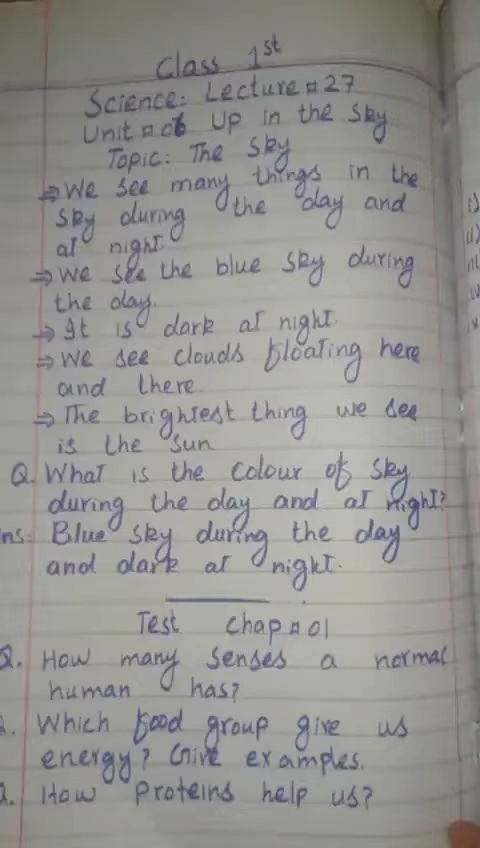 Class 1st
Science: Lecture # 27
Unit # 06 Up in the sky
Topic: The sky
⇒ We see many things in the
sky during the day and
at night.
⇒ We see the blue sky during
the day.
→ It is dark at night.
⇒ We see clouds floating here
and there.
⇒ The brightest thing we see
is the sun
Q. What is the colour of sky
during the day and at night?
ns: Blue sky during the day
and dark at night.
Test Chap # 01
Q. How many senses a normal
human has?
Q. Which food group give us
energy? Give examples.
Q. How proteins help us?
i)
ii)
iii)
iv
v